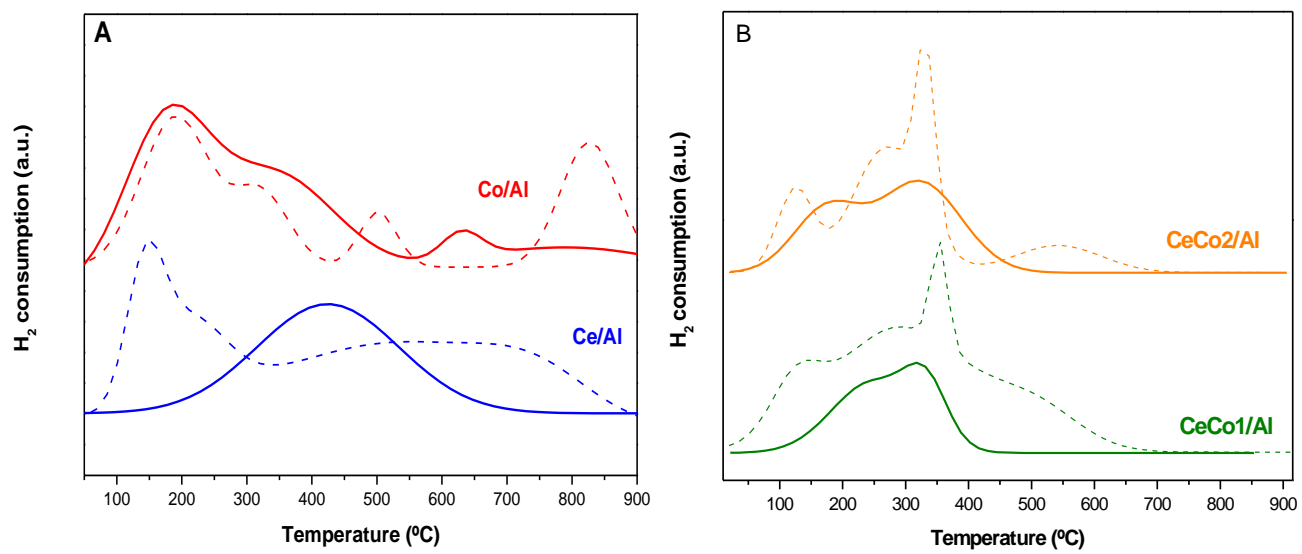 A
H2 consumption (a.u.)
Co/Al
Ce/Al
100 200 300 400 500 600 700 800 900
Temperature (ºC)
B
H2 consumption (a.u.)
CeCo2/Al
CeCo1/Al
100 200 300 400 500 600 700 800 900
Temperature (ºC)